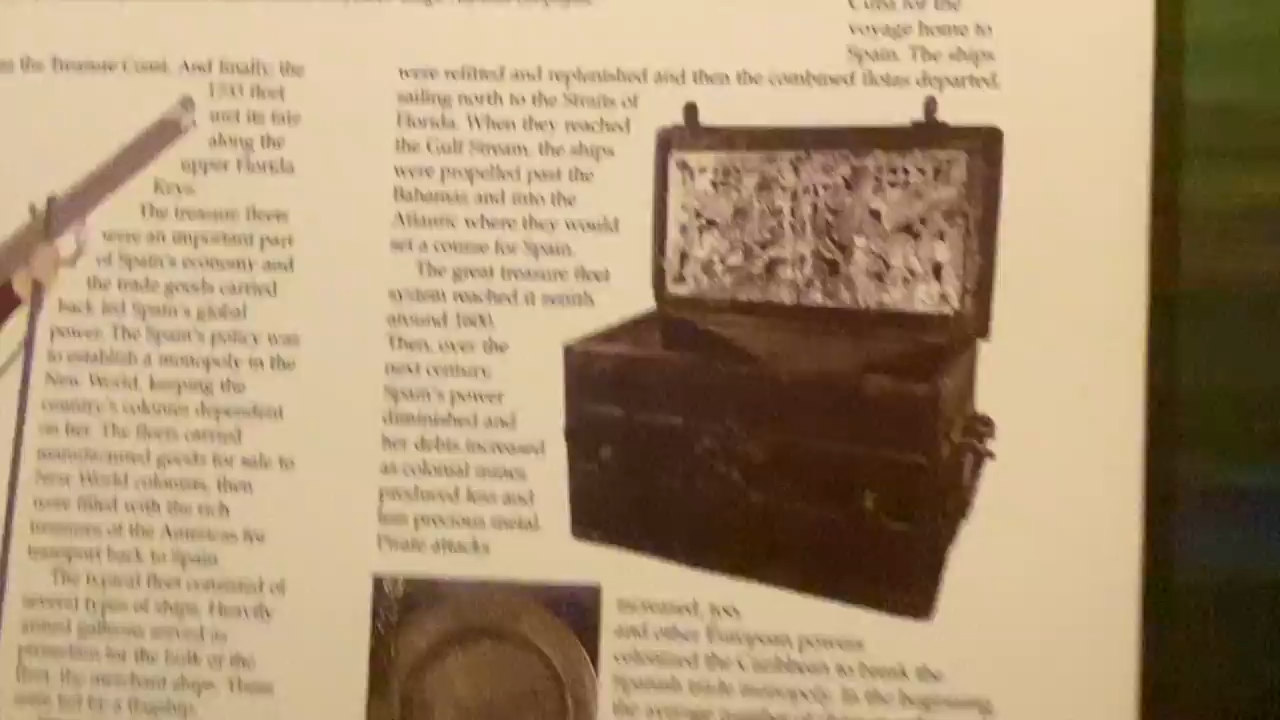 the Treasure Coast. And finally, the
1733 fleet
met its fate
along the
upper Florida
Keys.
The treasure fleets
were an important part
of Spain's economy and
the trade goods carried
back fed Spain's global
power. The Spain's policy was
to establish a monopoly in the
New World, keeping the
country's colonies dependent
on her. The fleets carried
manufactured goods for sale to
New World colonists, then
were filled with the rich
treasures of the Americas for
transport back to Spain.
The typical fleet consisted of
several types of ships. Heavily
armed galleons served as
protection for the bulk of the
fleet, the merchant ships. These
were led by a flagship,
Cuba for the
voyage home to
Spain. The ships
were refitted and replenished and then the combined flotas departed,
sailing north to the Straits of
Florida. When they reached
the Gulf Stream, the ships
were propelled past the
Bahamas and into the
Atlantic where they would
set a course for Spain.
The great treasure fleet
system reached its zenith
around 1600.
Then, over the
next century,
Spain's power
diminished and
her debts increased
as colonial mines
produced less and
less precious metal.
Pirate attacks
increased, too,
and other European powers
colonized the Caribbean to break the
Spanish trade monopoly. In the beginning,
the average number of